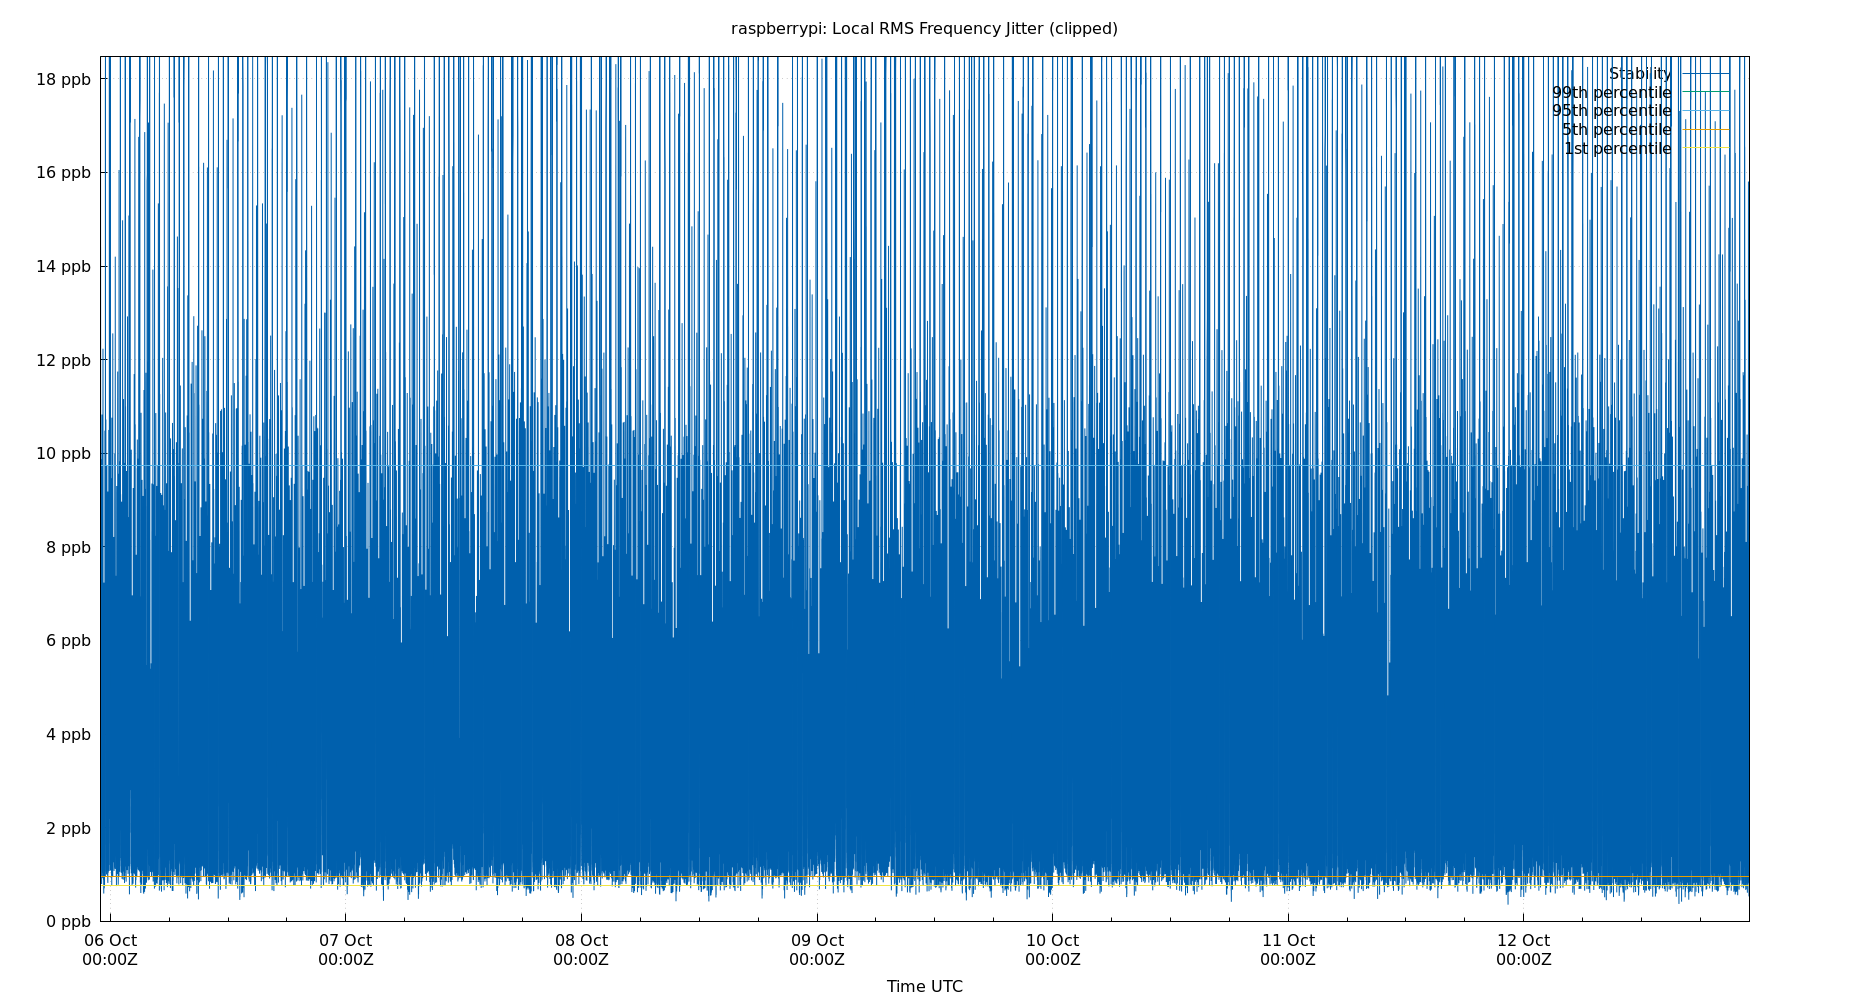 raspberrypi: Local RMS Frequency Jitter (clipped)
18 ppb
16 ppb
14 ppb
12 ppb
10 ppb
8 ppb
6 ppb
4 ppb
2 ppb
0 ppb
Stability
99th percentile
95th percentile
5th percentile
1st percentile
06 Oct 07 Oct 08 Oct 09 Oct 10 Oct 11 Oct 12 Oct
00:00Z 00:00Z 00:00Z 00:00Z 00:00Z 00:00Z 00:00Z
Time UTC